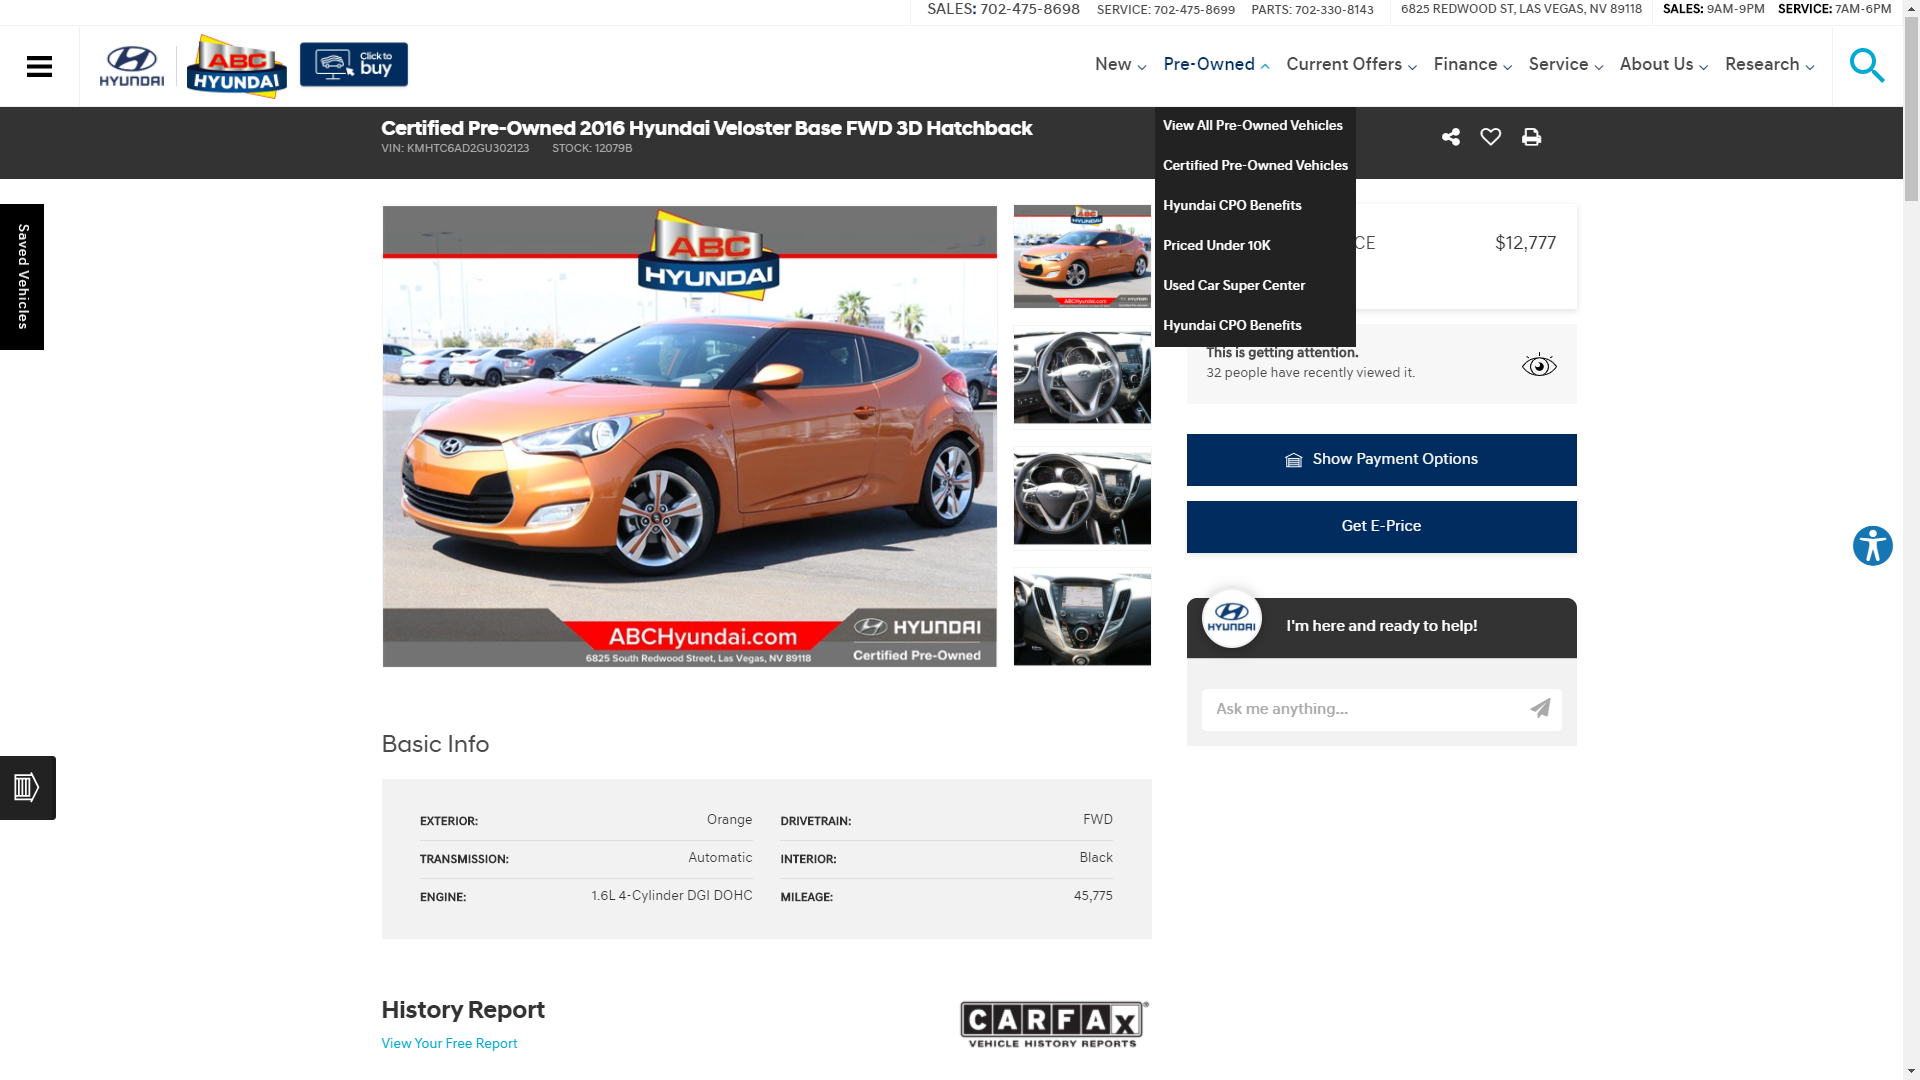 SALES: 702-475-8698 SERVICE: 702-475-8699 PARTS: 702-330-8143 6825 REDWOOD ST, LAS VEGAS, NV 89118 SALES: 9AM-9PM SERVICE: 7AM-6PM
HYUNDAI
ABC
HYUNDAI
Click to
buy
New Pre-Owned Current Offers Finance Service About Us Research
Certified Pre-Owned 2016 Hyundai Veloster Base FWD 3D Hatchback
VIN: KMHTC6AD2GU302123 STOCK: 12079B
View All Pre-Owned Vehicles
Certified Pre-Owned Vehicles
Hyundai CPO Benefits
Priced Under 10K
Used Car Super Center
Hyundai CPO Benefits
Saved Vehicles
ABC
HYUNDAI
ABCHyundai.com
6825 South Redwood Street, Las Vegas, NV 89118
HYUNDAI
Certified Pre-Owned
ABC
HYUNDAI
ABCHyundai.com
HYUNDAI
CE $12,777
This is getting attention.
32 people have recently viewed it.
Show Payment Options
Get E-Price
HYUNDAI
I'm here and ready to help!
Ask me anything...
Basic Info
EXTERIOR: Orange DRIVETRAIN: FWD
TRANSMISSION: Automatic INTERIOR: Black
ENGINE: 1.6L 4-Cylinder DGI DOHC MILEAGE: 45,775
History Report
View Your Free Report
CARFAX
VEHICLE HISTORY REPORTS